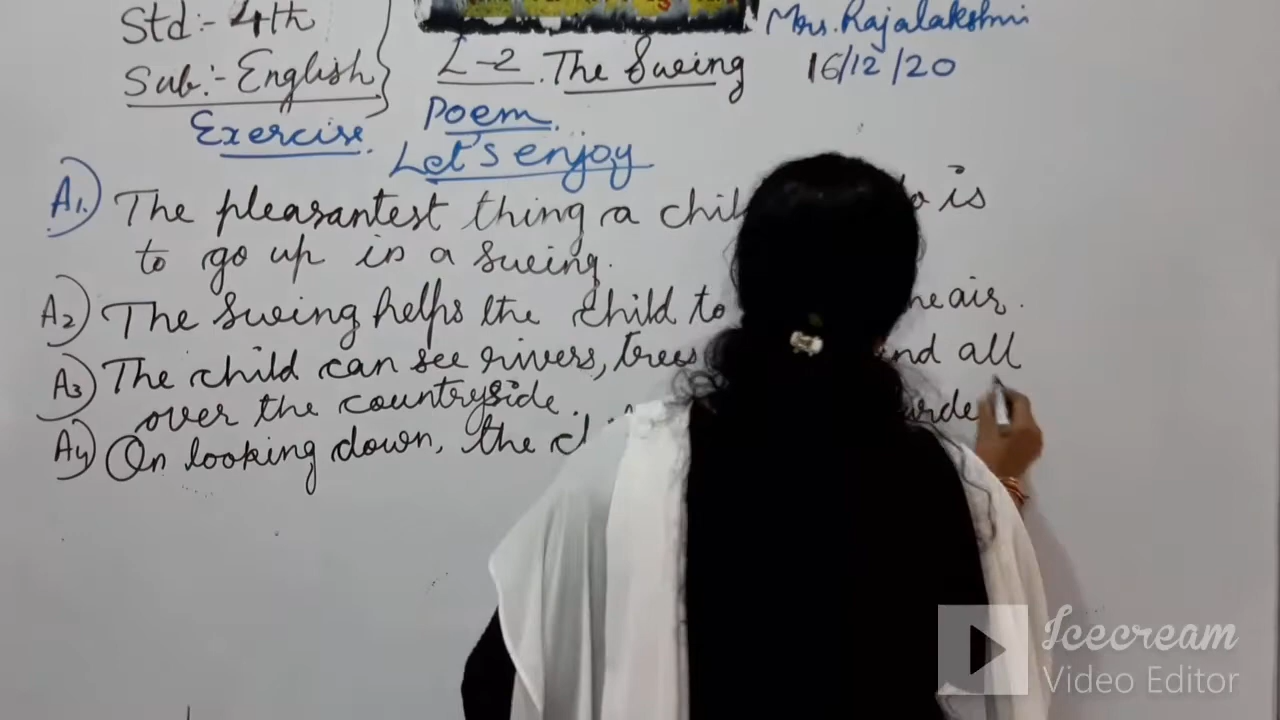 Std:- 4th
Mrs. Rajalakshmi
Sub:- English
L-2. The Swing
16/12/20
Exercise.
Poem.
Let's enjoy
A1.) The pleasantest thing a is
to go up in a swing.
A2) The Swing helps the child to air.
A3) The child can see rivers, trees all
over the countryside.
A4) On looking down, the
Icecream
Video Editor